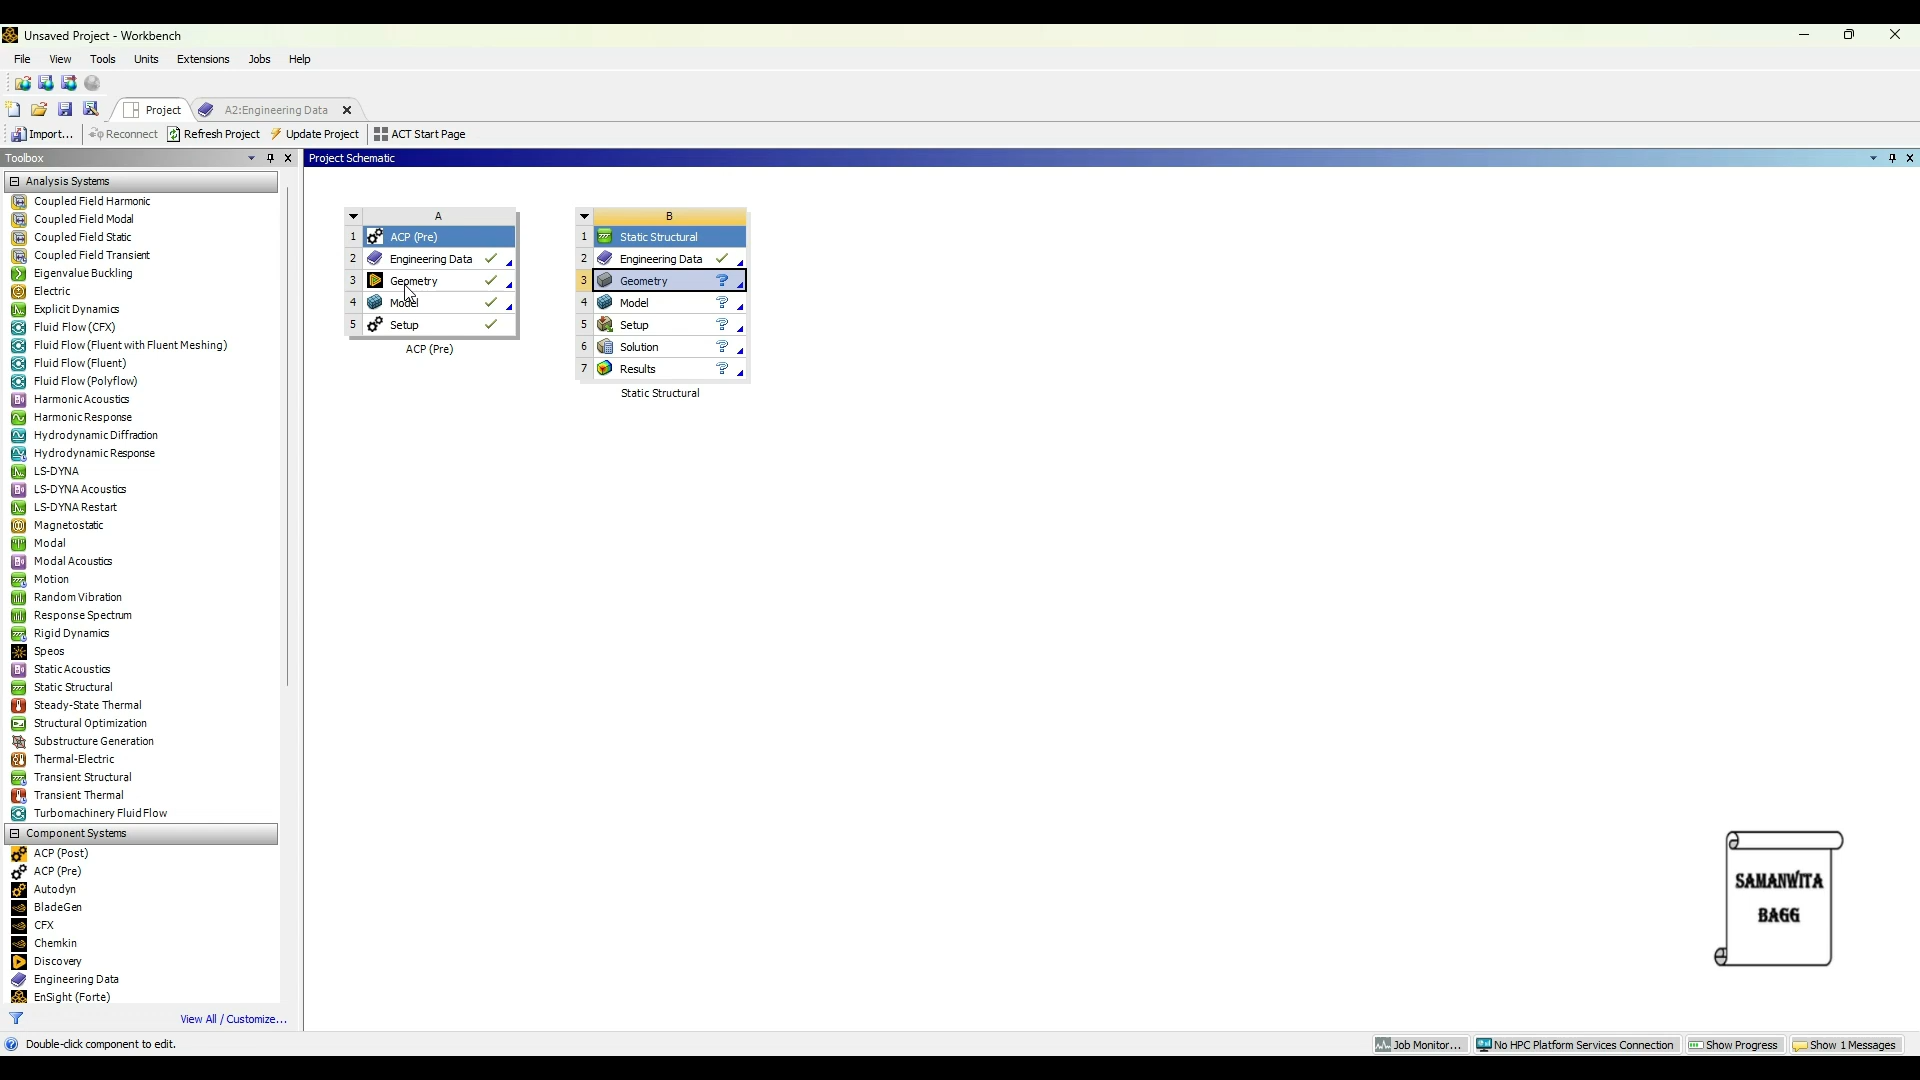 Unsaved Project - Workbench
File View Tools Units Extensions Jobs Help
Project A2:Engineering Data
Import... Reconnect Refresh Project Update Project ACT Start Page
Toolbox
Analysis Systems
Coupled Field Harmonic
Coupled Field Modal
Coupled Field Static
Coupled Field Transient
Eigenvalue Buckling
Electric
Explicit Dynamics
Fluid Flow (CFX)
Fluid Flow (Fluent with Fluent Meshing)
Fluid Flow (Fluent)
Fluid Flow (Polyflow)
Harmonic Acoustics
Harmonic Response
Hydrodynamic Diffraction
Hydrodynamic Response
LS-DYNA
LS-DYNA Acoustics
LS-DYNA Restart
Magnetostatic
Modal
Modal Acoustics
Motion
Random Vibration
Response Spectrum
Rigid Dynamics
Speos
Static Acoustics
Static Structural
Steady-State Thermal
Structural Optimization
Substructure Generation
Thermal-Electric
Transient Structural
Transient Thermal
Turbomachinery Fluid Flow
Component Systems
ACP (Post)
ACP (Pre)
Autodyn
BladeGen
CFX
Chemkin
Discovery
Engineering Data
EnSight (Forte)
View All / Customize...
Project Schematic
A
1 ACP (Pre)
2 Engineering Data
3 Geometry
4 Model
5 Setup
ACP (Pre)
B
1 Static Structural
2 Engineering Data
3 Geometry
4 Model
5 Setup
6 Solution
7 Results
Static Structural
SAMANWITA
BAGG
Double-click component to edit.
Job Monitor... No HPC Platform Services Connection Show Progress Show 1 Messages